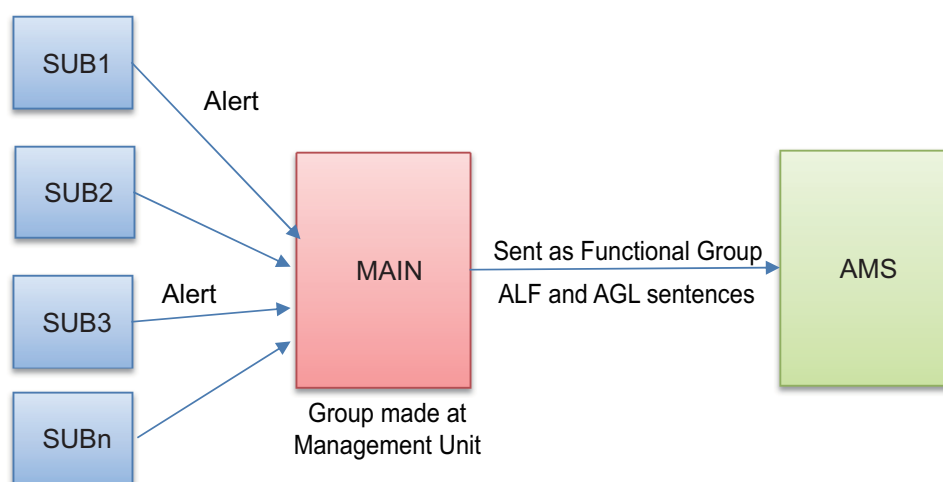 SUB1
Alert
SUB2
SUB3
Alert
SUBn
MAIN
Group made at
Management Unit
Sent as Functional Group
ALF and AGL sentences
AMS